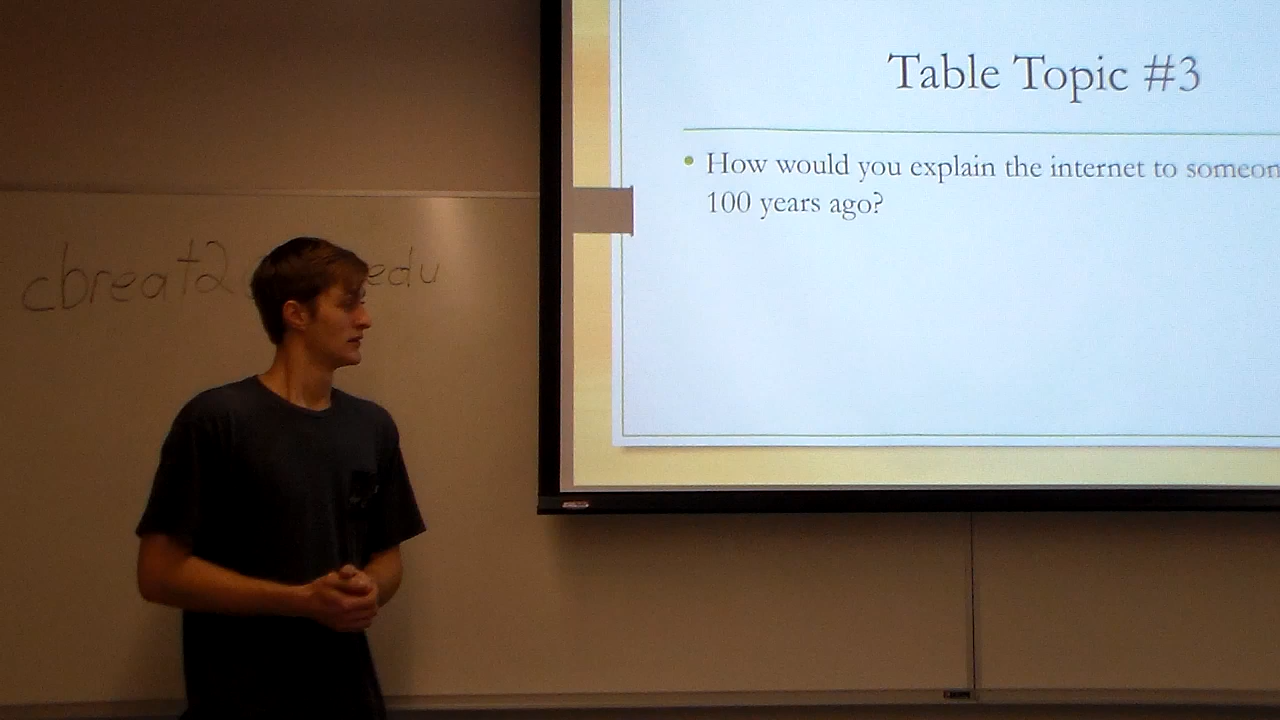 Table Topic #3
• How would you explain the internet to someon
100 years ago?
cbreat2
edu